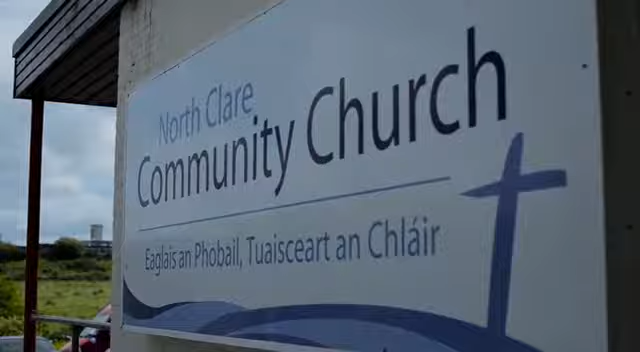 North Clare
Community Church
Eaglais an Phobail, Tuaisceart an Chláir